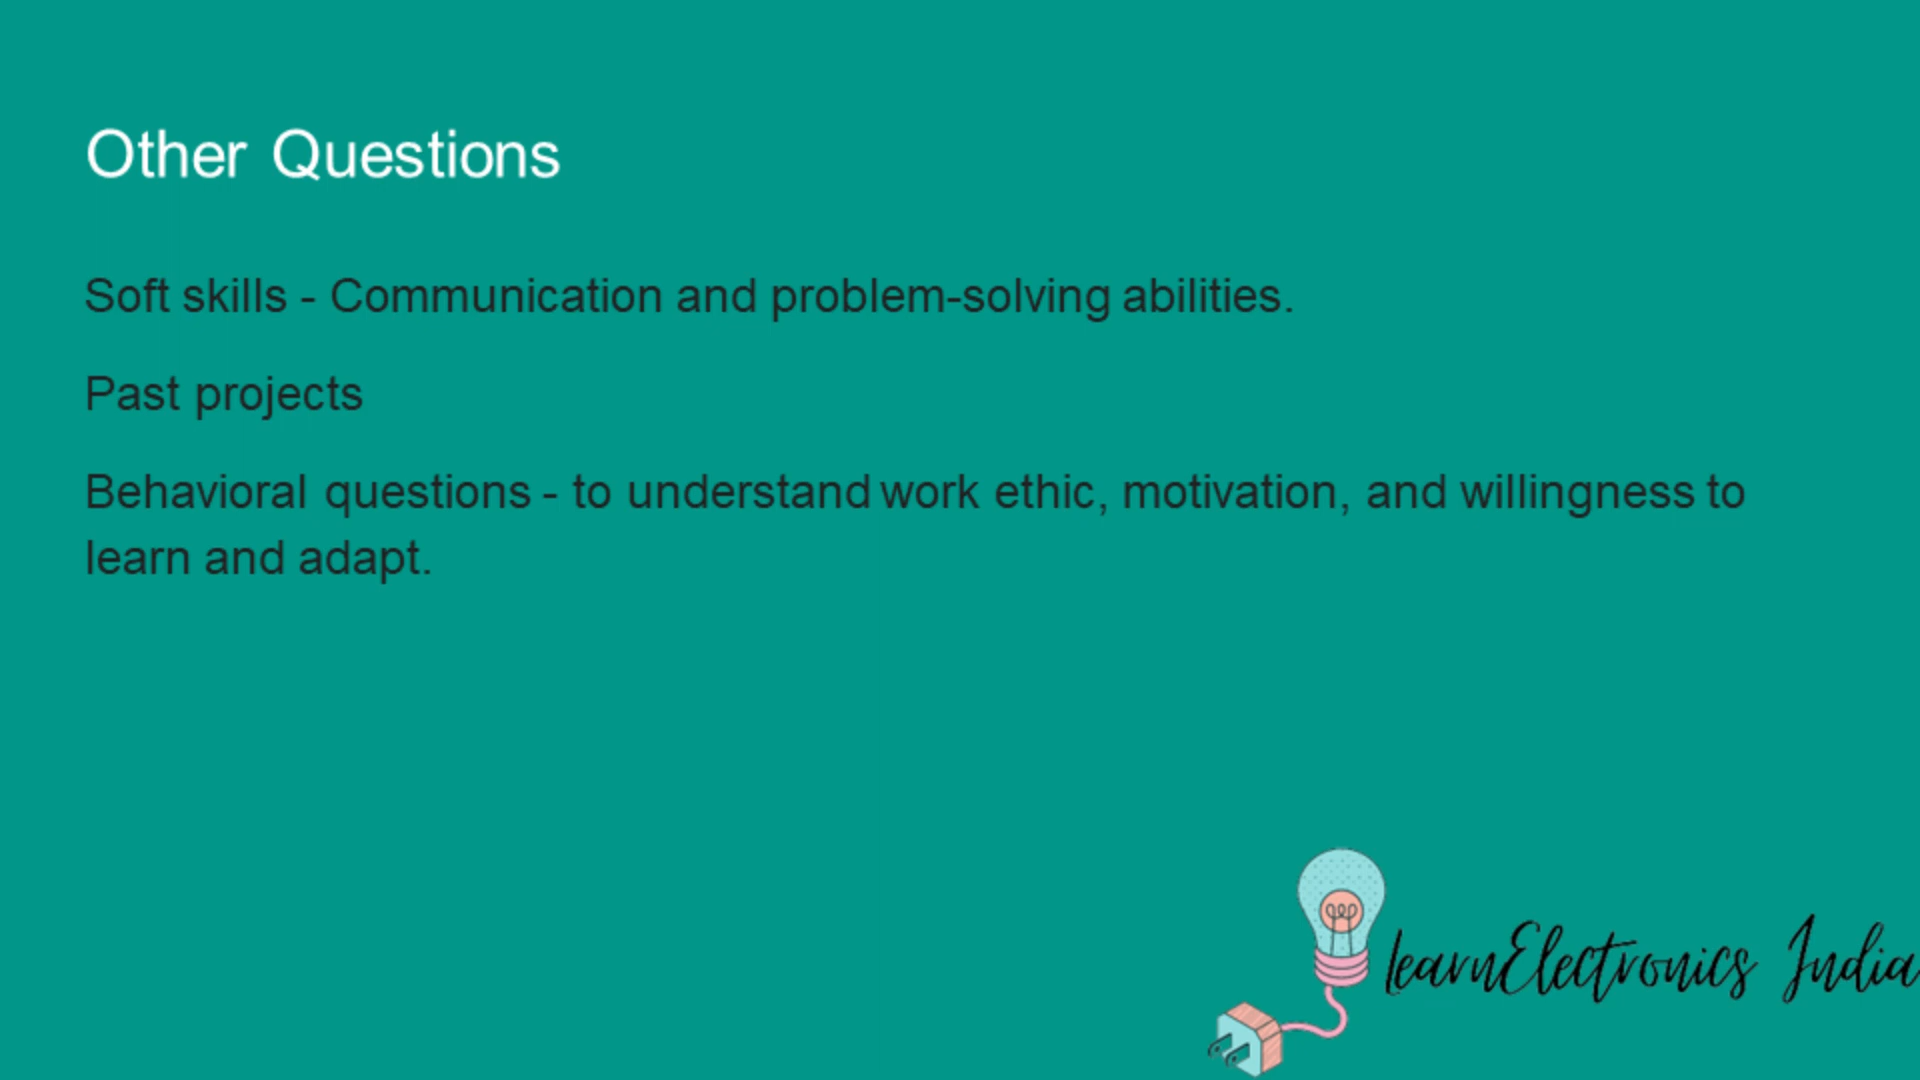 Other Questions
Soft skills - Communication and problem-solving abilities.
Past projects
Behavioral questions - to understand work ethic, motivation, and willingness to
learn and adapt.
learnElectronics India